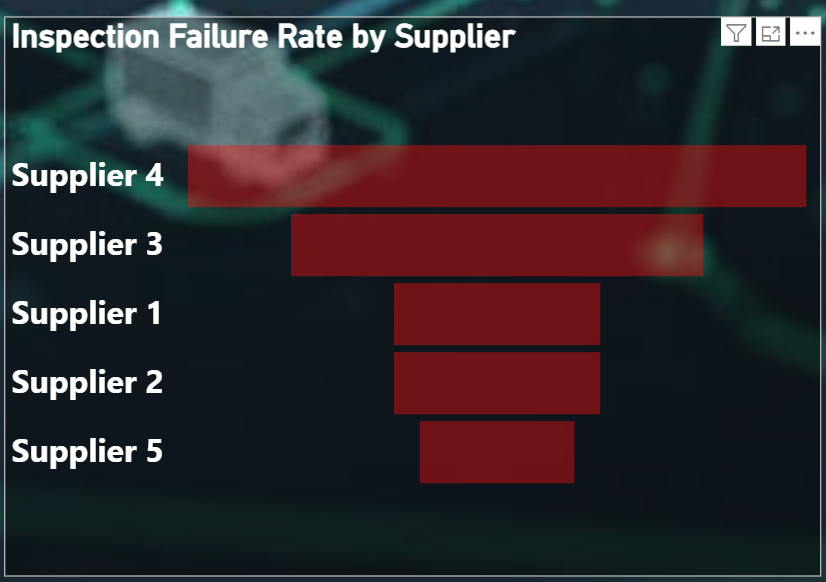 Inspection Failure Rate by Supplier
Supplier 4
Supplier 3
Supplier 1
Supplier 2
Supplier 5